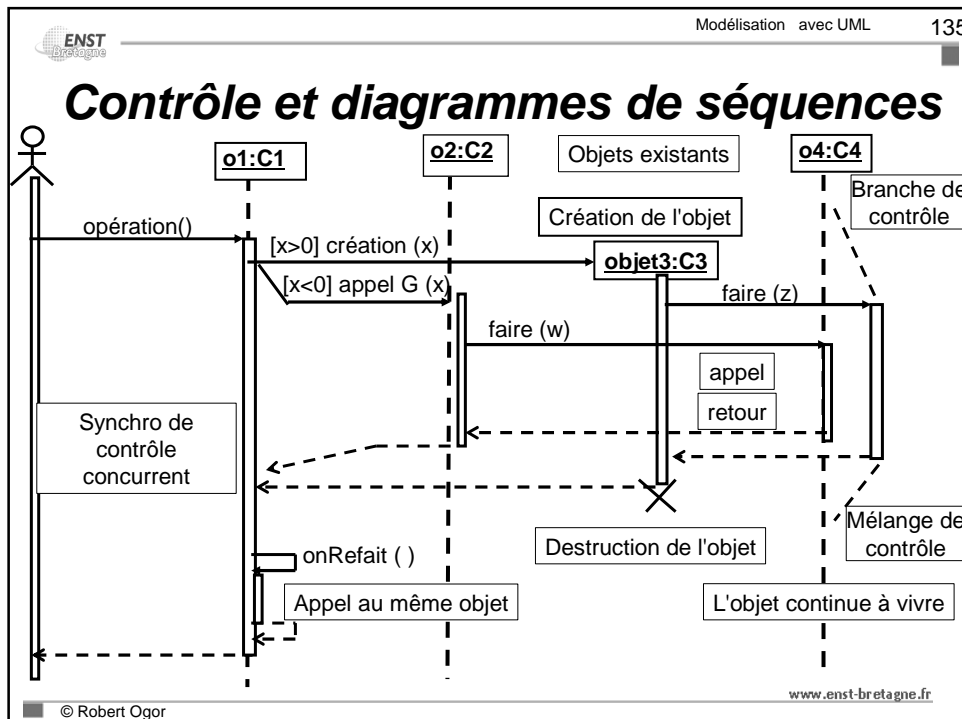 Modélisation avec UML
135
ENST
Bretagne
Contrôle et diagrammes de séquences
o1:C1
o2:C2
Objets existants
o4:C4
Branche de
contrôle
opération()
Création de l'objet
[x>0] création (x)
objet3:C3
[x<0] appel G (x)
faire (z)
faire (w)
appel
retour
Synchro de
contrôle
concurrent
Mélange de
contrôle
Destruction de l'objet
onRefait ( )
Appel au même objet
L'objet continue à vivre
www.enst-bretagne.fr
© Robert Ogor